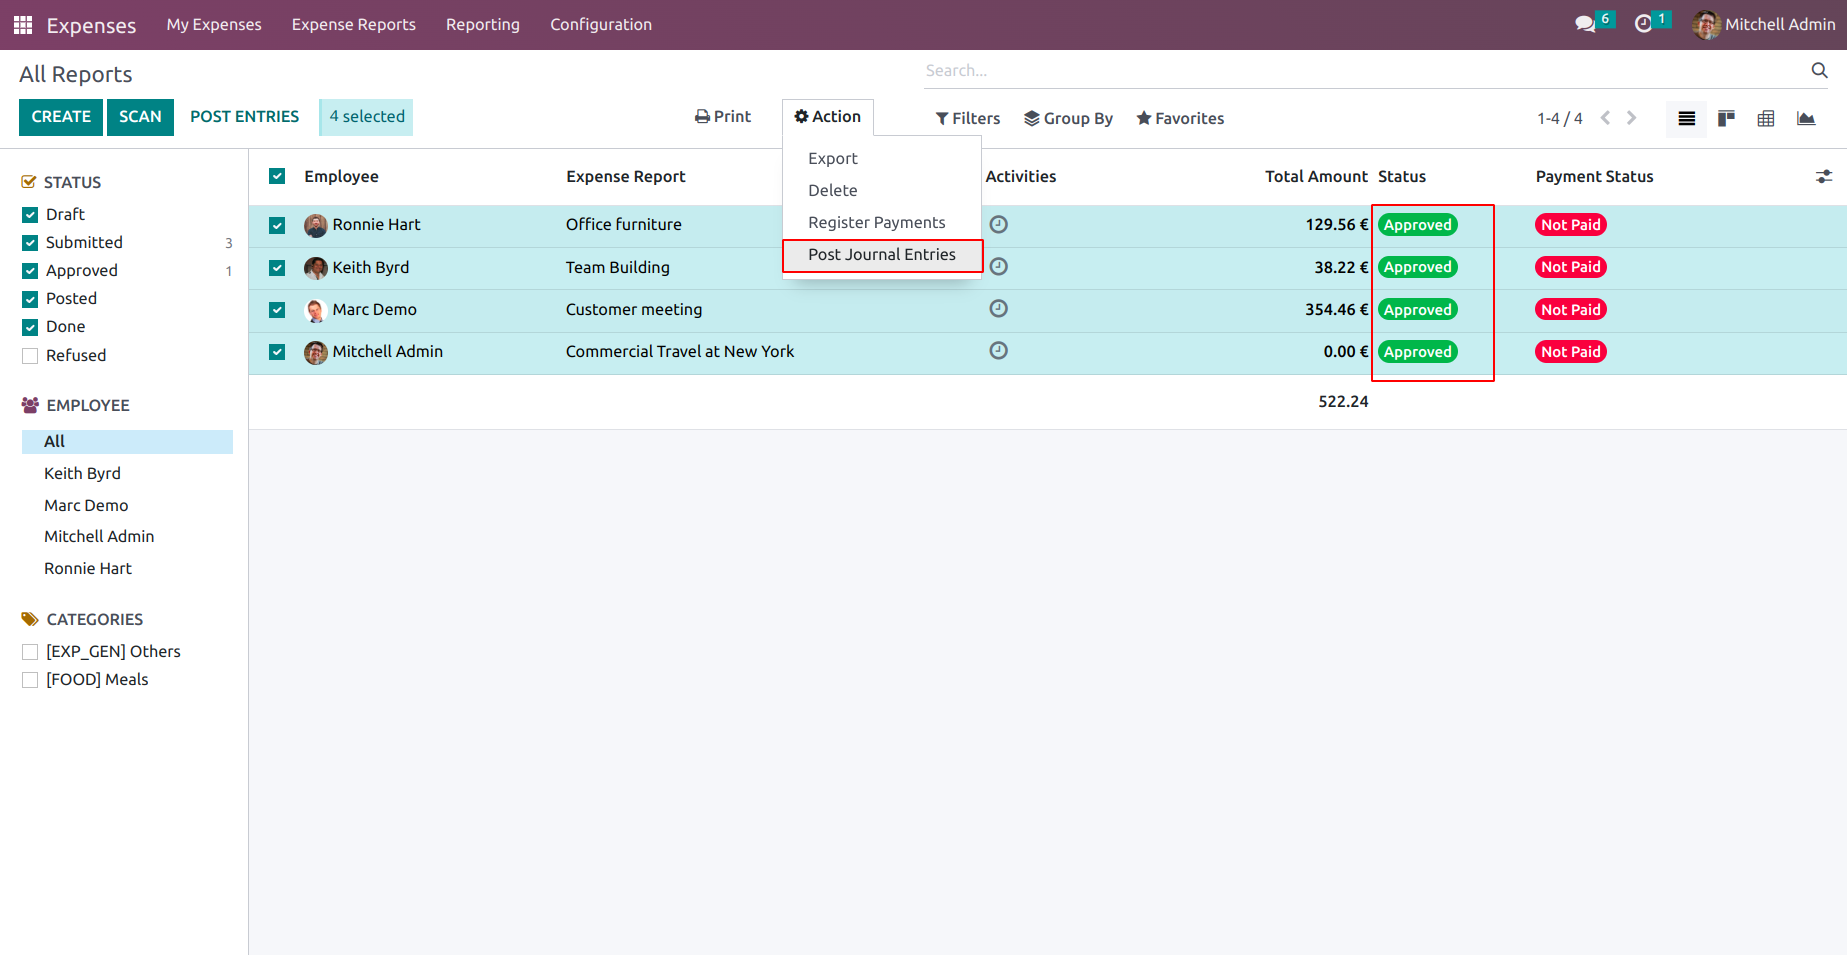 Expenses My Expenses Expense Reports Reporting Configuration 6 1 Mitchell Admin
All Reports Search...
CREATE SCAN POST ENTRIES 4 selected Print Action Filters Group By Favorites 1-4 / 4
Export
Delete
Register Payments
Post Journal Entries
STATUS
Draft
Submitted 3
Approved 1
Posted
Done
Refused
EMPLOYEE
All
Keith Byrd
Marc Demo
Mitchell Admin
Ronnie Hart
CATEGORIES
[EXP_GEN] Others
[FOOD] Meals
Employee Expense Report Activities Total Amount Status Payment Status
Ronnie Hart Office furniture 129.56 € Approved Not Paid
Keith Byrd Team Building 38.22 € Approved Not Paid
Marc Demo Customer meeting 354.46 € Approved Not Paid
Mitchell Admin Commercial Travel at New York 0.00 € Approved Not Paid
522.24